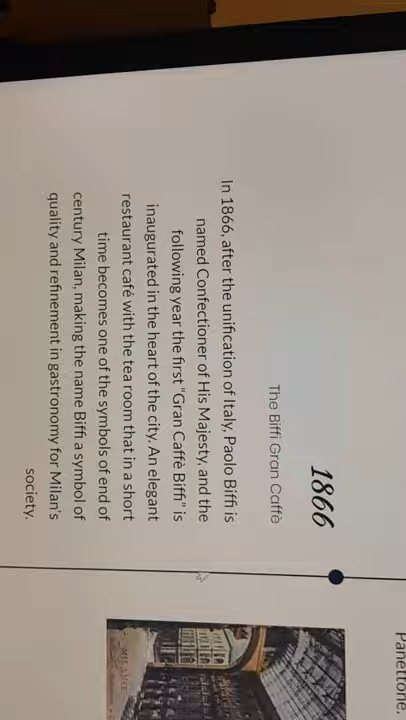 Panettone.
1866
The Biffi Gran Caffè
In 1866, after the unification of Italy, Paolo Biffi is
named Confectioner of His Majesty, and the
following year the first "Gran Caffè Biffi" is
inaugurated in the heart of the city. An elegant
restaurant café with the tea room that in a short
time becomes one of the symbols of end of
century Milan, making the name Biffi a symbol of
quality and refinement in gastronomy for Milan's
society.
MILANO